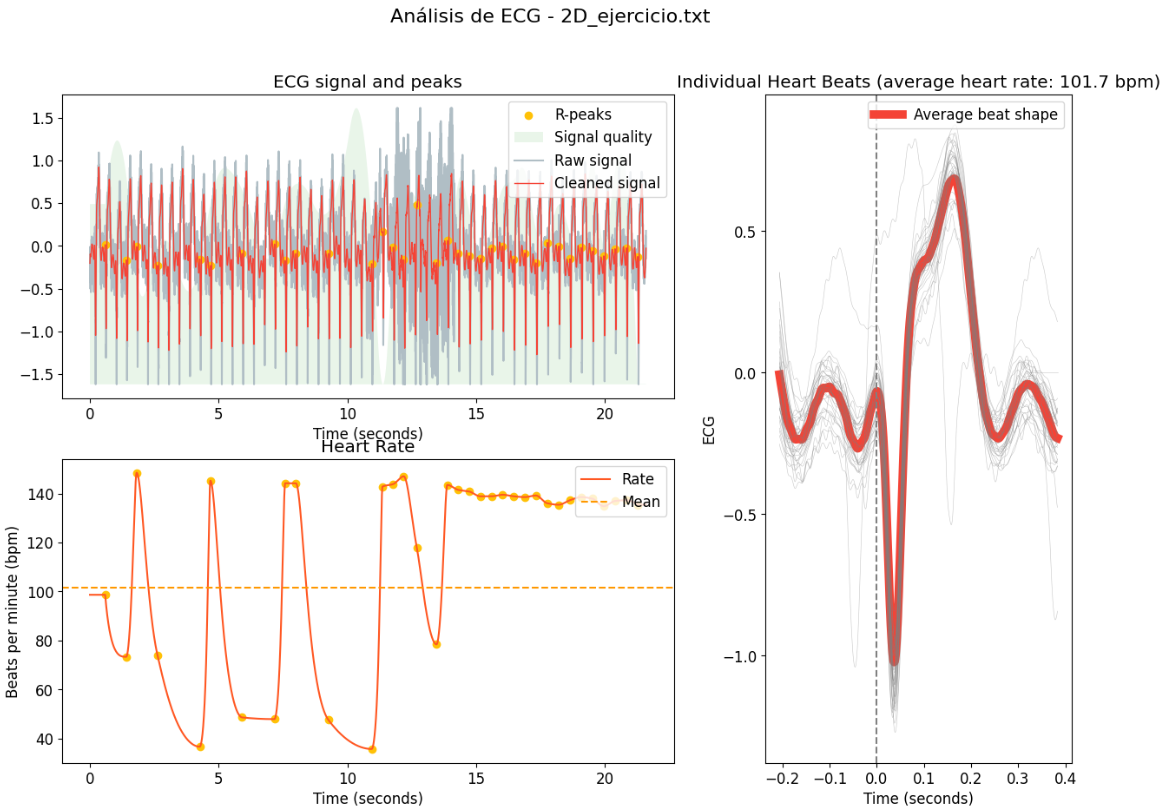 Análisis de ECG - 2D_ejercicio.txt
ECG signal and peaks
R-peaks
Signal quality
Raw signal
Cleaned signal
1.5
1.0
0.5
0.0
−0.5
−1.0
−1.5
0
5
10
15
20
Time (seconds)
Heart Rate
Rate
Mean
Beats per minute (bpm)
140
120
100
80
60
40
0
5
10
15
20
Time (seconds)
Individual Heart Beats (average heart rate: 101.7 bpm)
Average beat shape
ECG
0.5
0.0
−0.5
−1.0
−0.2
−0.1
0.0
0.1
0.2
0.3
0.4
Time (seconds)